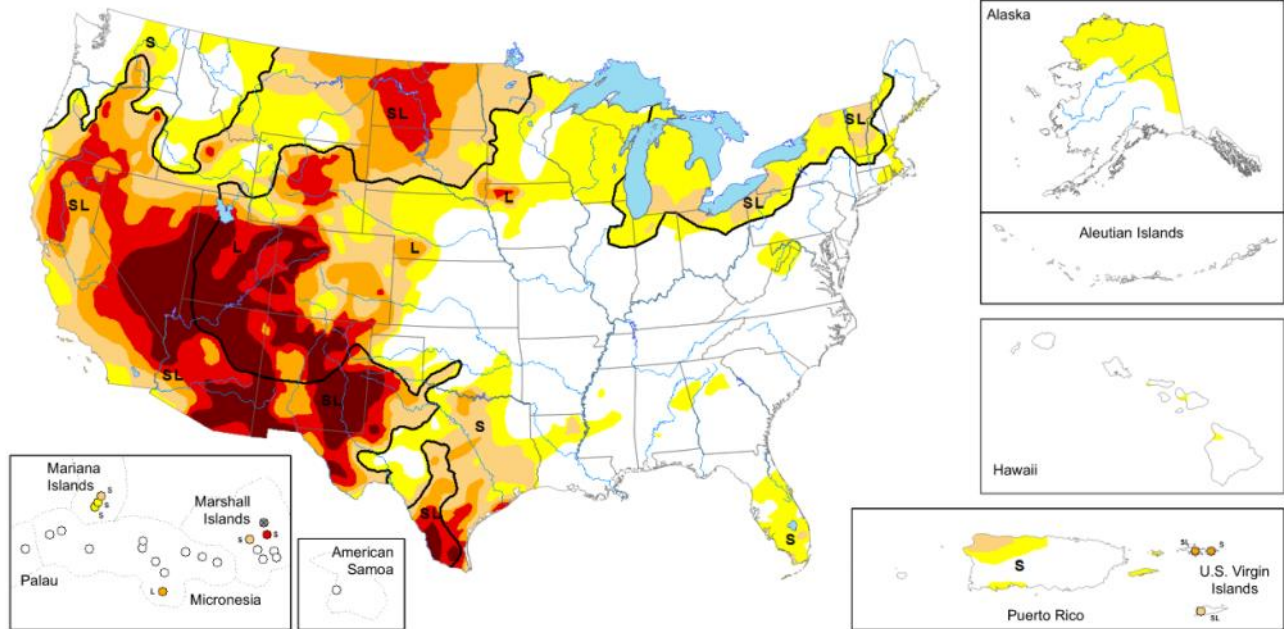 S
SL
SL
L
L
L
SL
SL
S
SL
SL
S
Alaska
Aleutian Islands
Hawaii
Mariana
Islands
S
S
S
Marshall
Islands
S
S
Palau
L
Micronesia
American
Samoa
S
SL
S
U.S. Virgin
Islands
Puerto Rico
SL